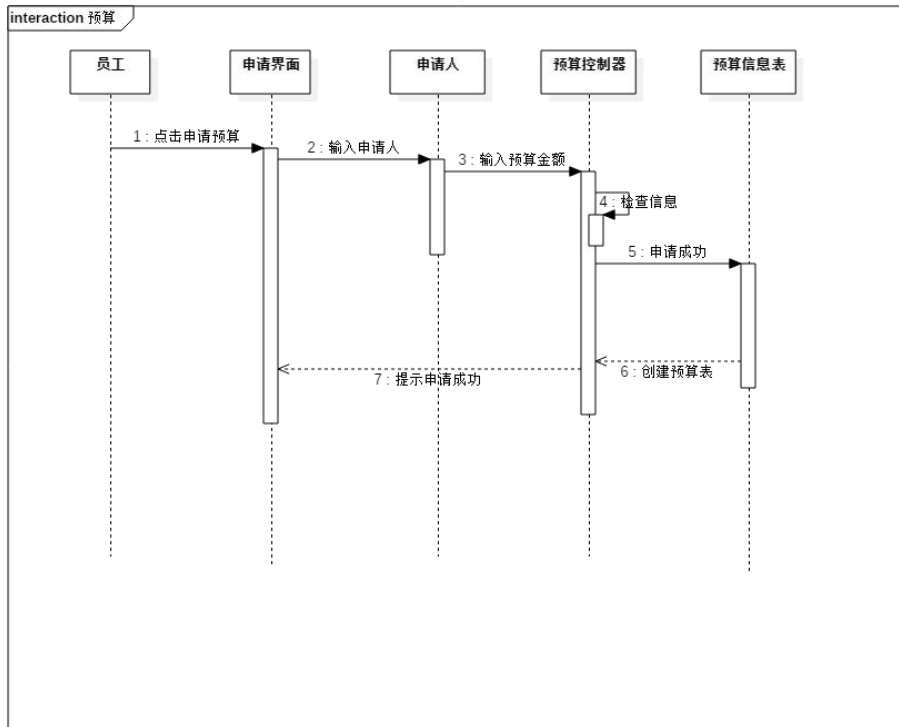 interaction 预算
员工
申请界面
申请人
预算控制器
预算信息表
1 : 点击申请预算
2 : 输入申请人
3 : 输入预算金额
4 : 检查信息
5 : 申请成功
6 : 创建预算表
7 : 提示申请成功